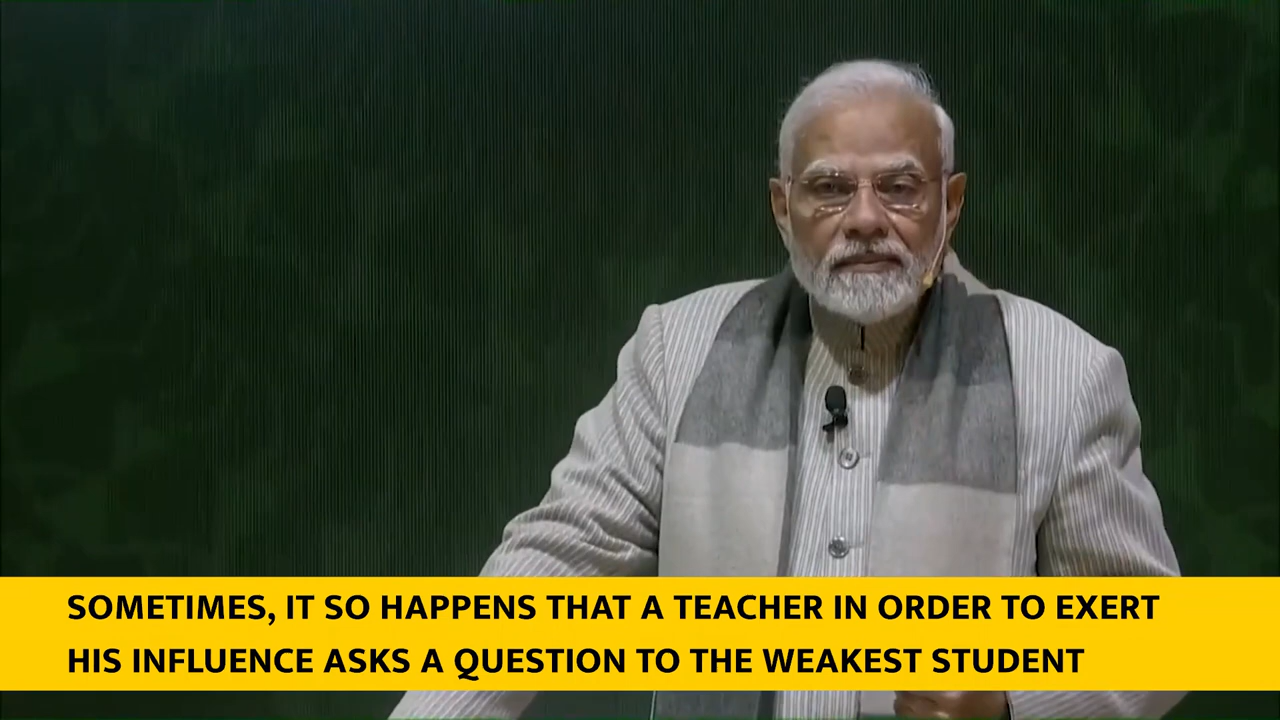 SOMETIMES, IT SO HAPPENS THAT A TEACHER IN ORDER TO EXERT
HIS INFLUENCE ASKS A QUESTION TO THE WEAKEST STUDENT